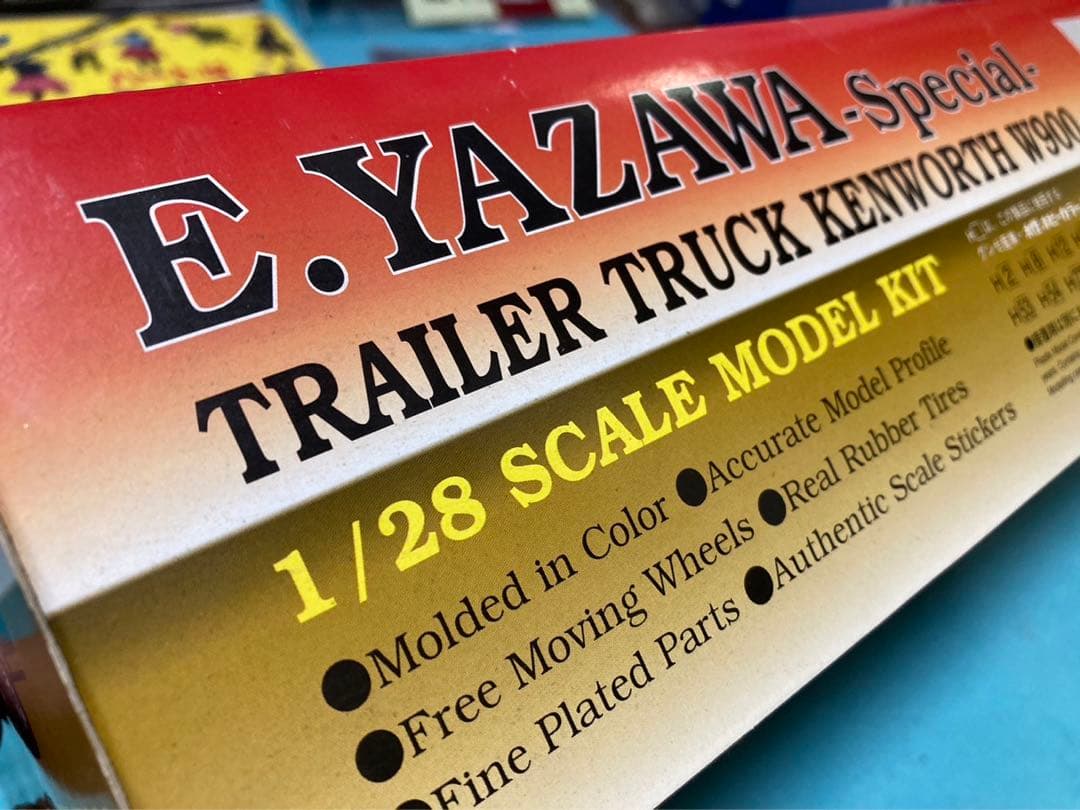 E.YAZAWA-Special-
TRAILER TRUCK KENWORTH W900
1/28 SCALE MODEL KIT
●Molded in Color ●Accurate Model Profile
●Free Moving Wheels ●Real Rubber Tires
●Fine Plated Parts ●Authentic Scale Stickers